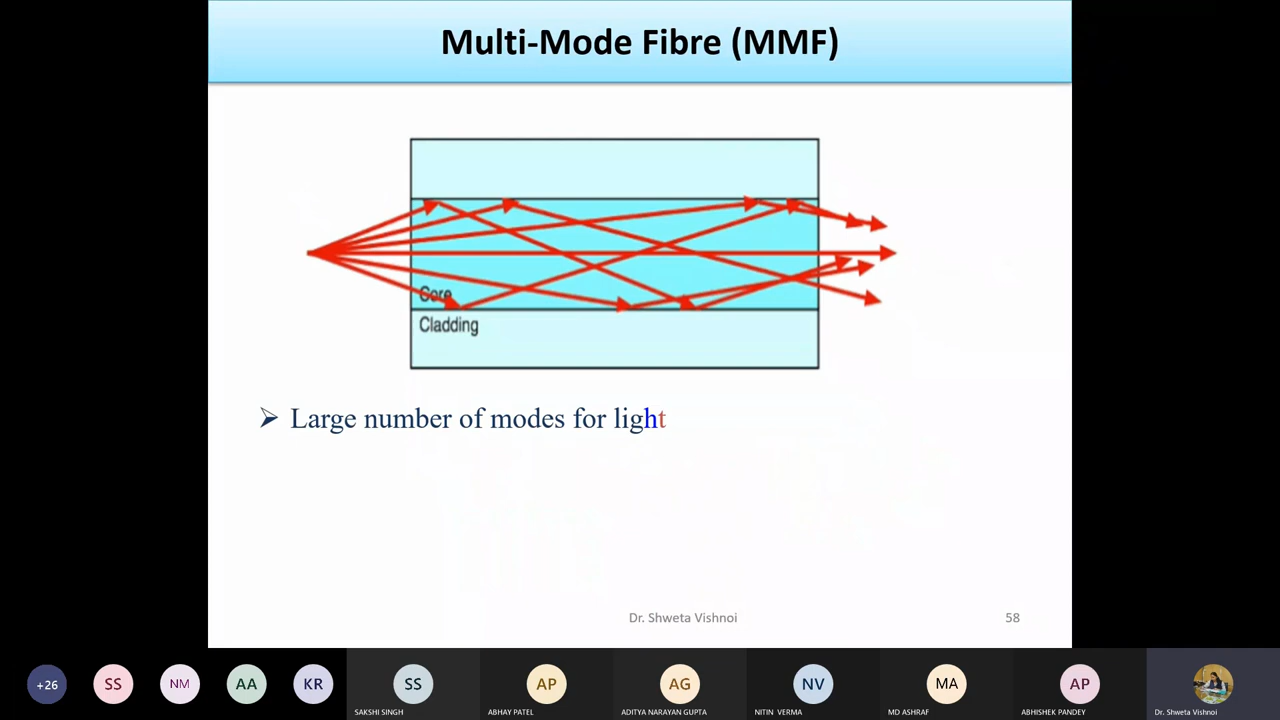 Multi-Mode Fibre (MMF)
Core
Cladding
➢ Large number of modes for light
Dr. Shweta Vishnoi
58
+26
SS
NM
AA
KR
SS
AP
AG
NV
MA
AP
SAKSHI SINGH
ABHAY PATEL
ADITYA NARAYAN GUPTA
NITIN VERMA
MD ASHRAF
ABHISHEK PANDEY
Dr. Shweta Vishnoi